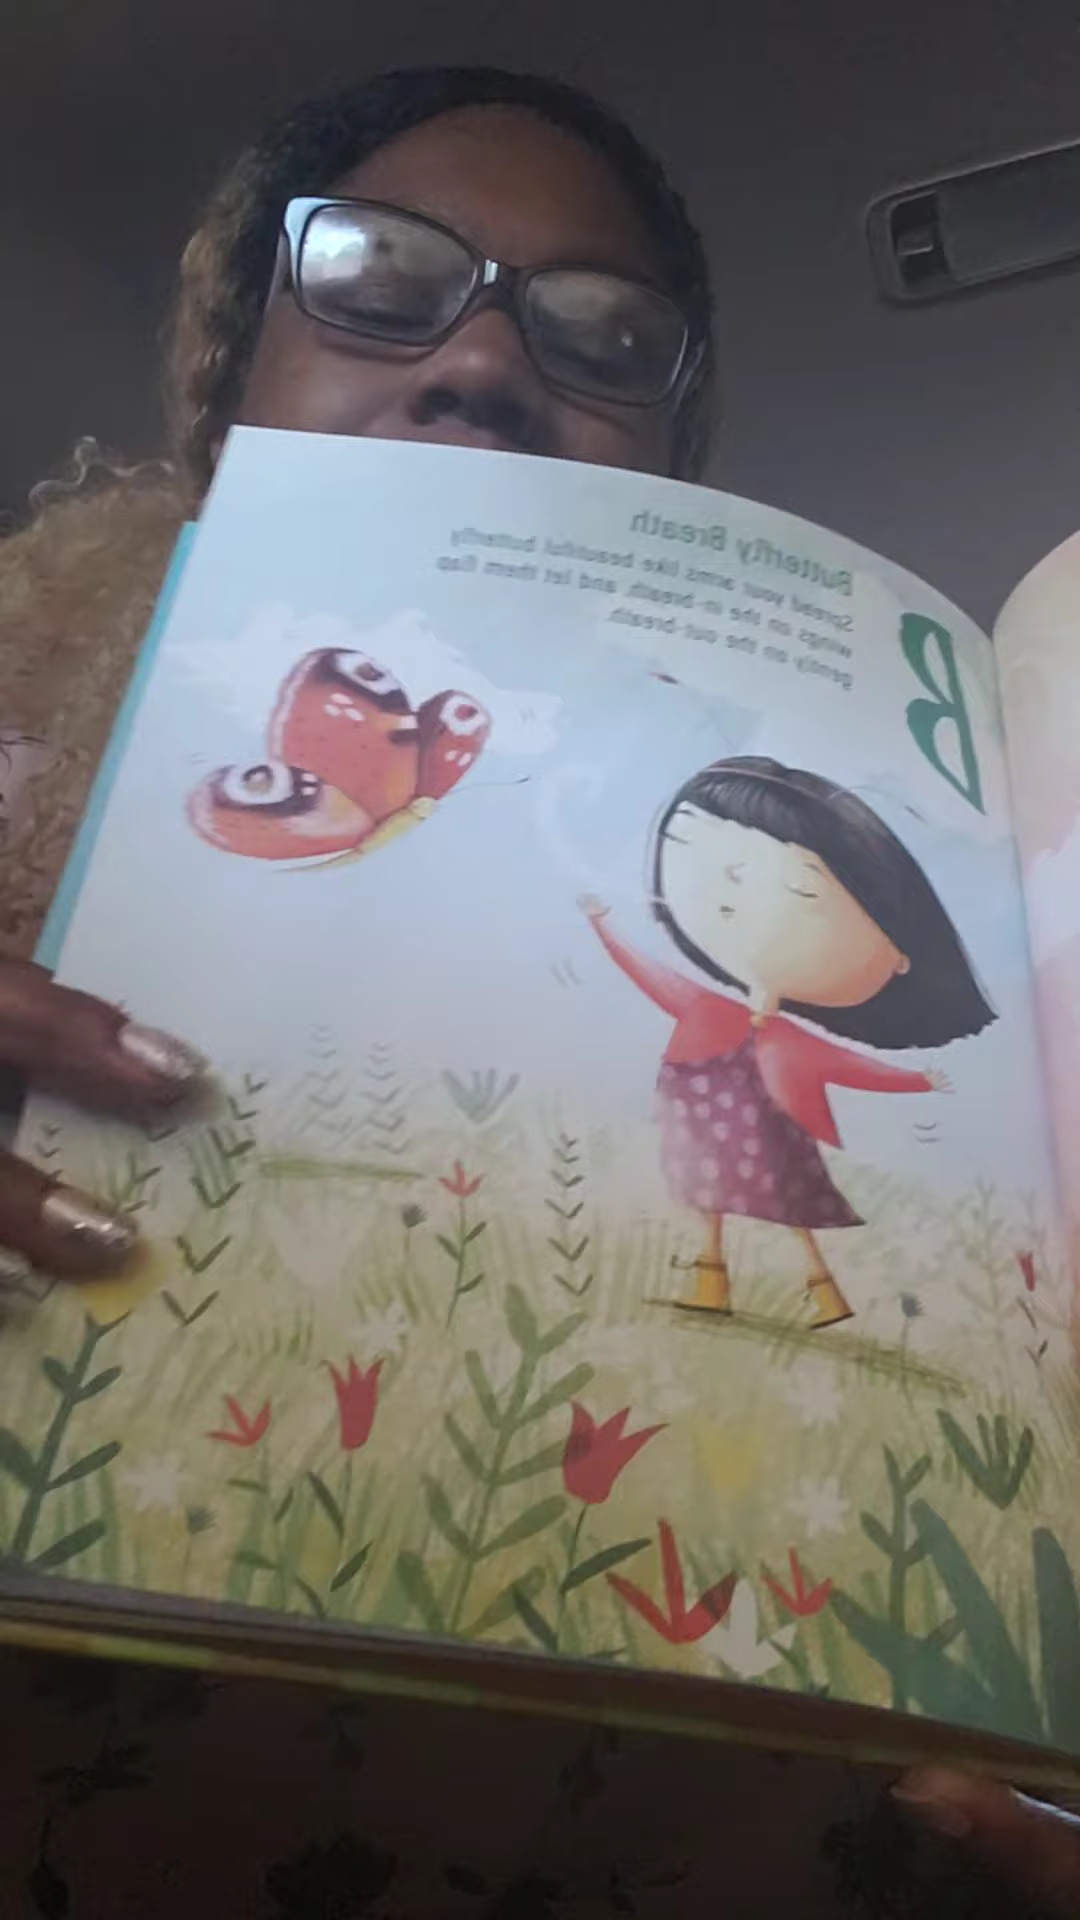 B
Butterfly Breath
Spread your arms like beautiful butterfly
wings on the in-breath, and let them flap
gently on the out-breath.